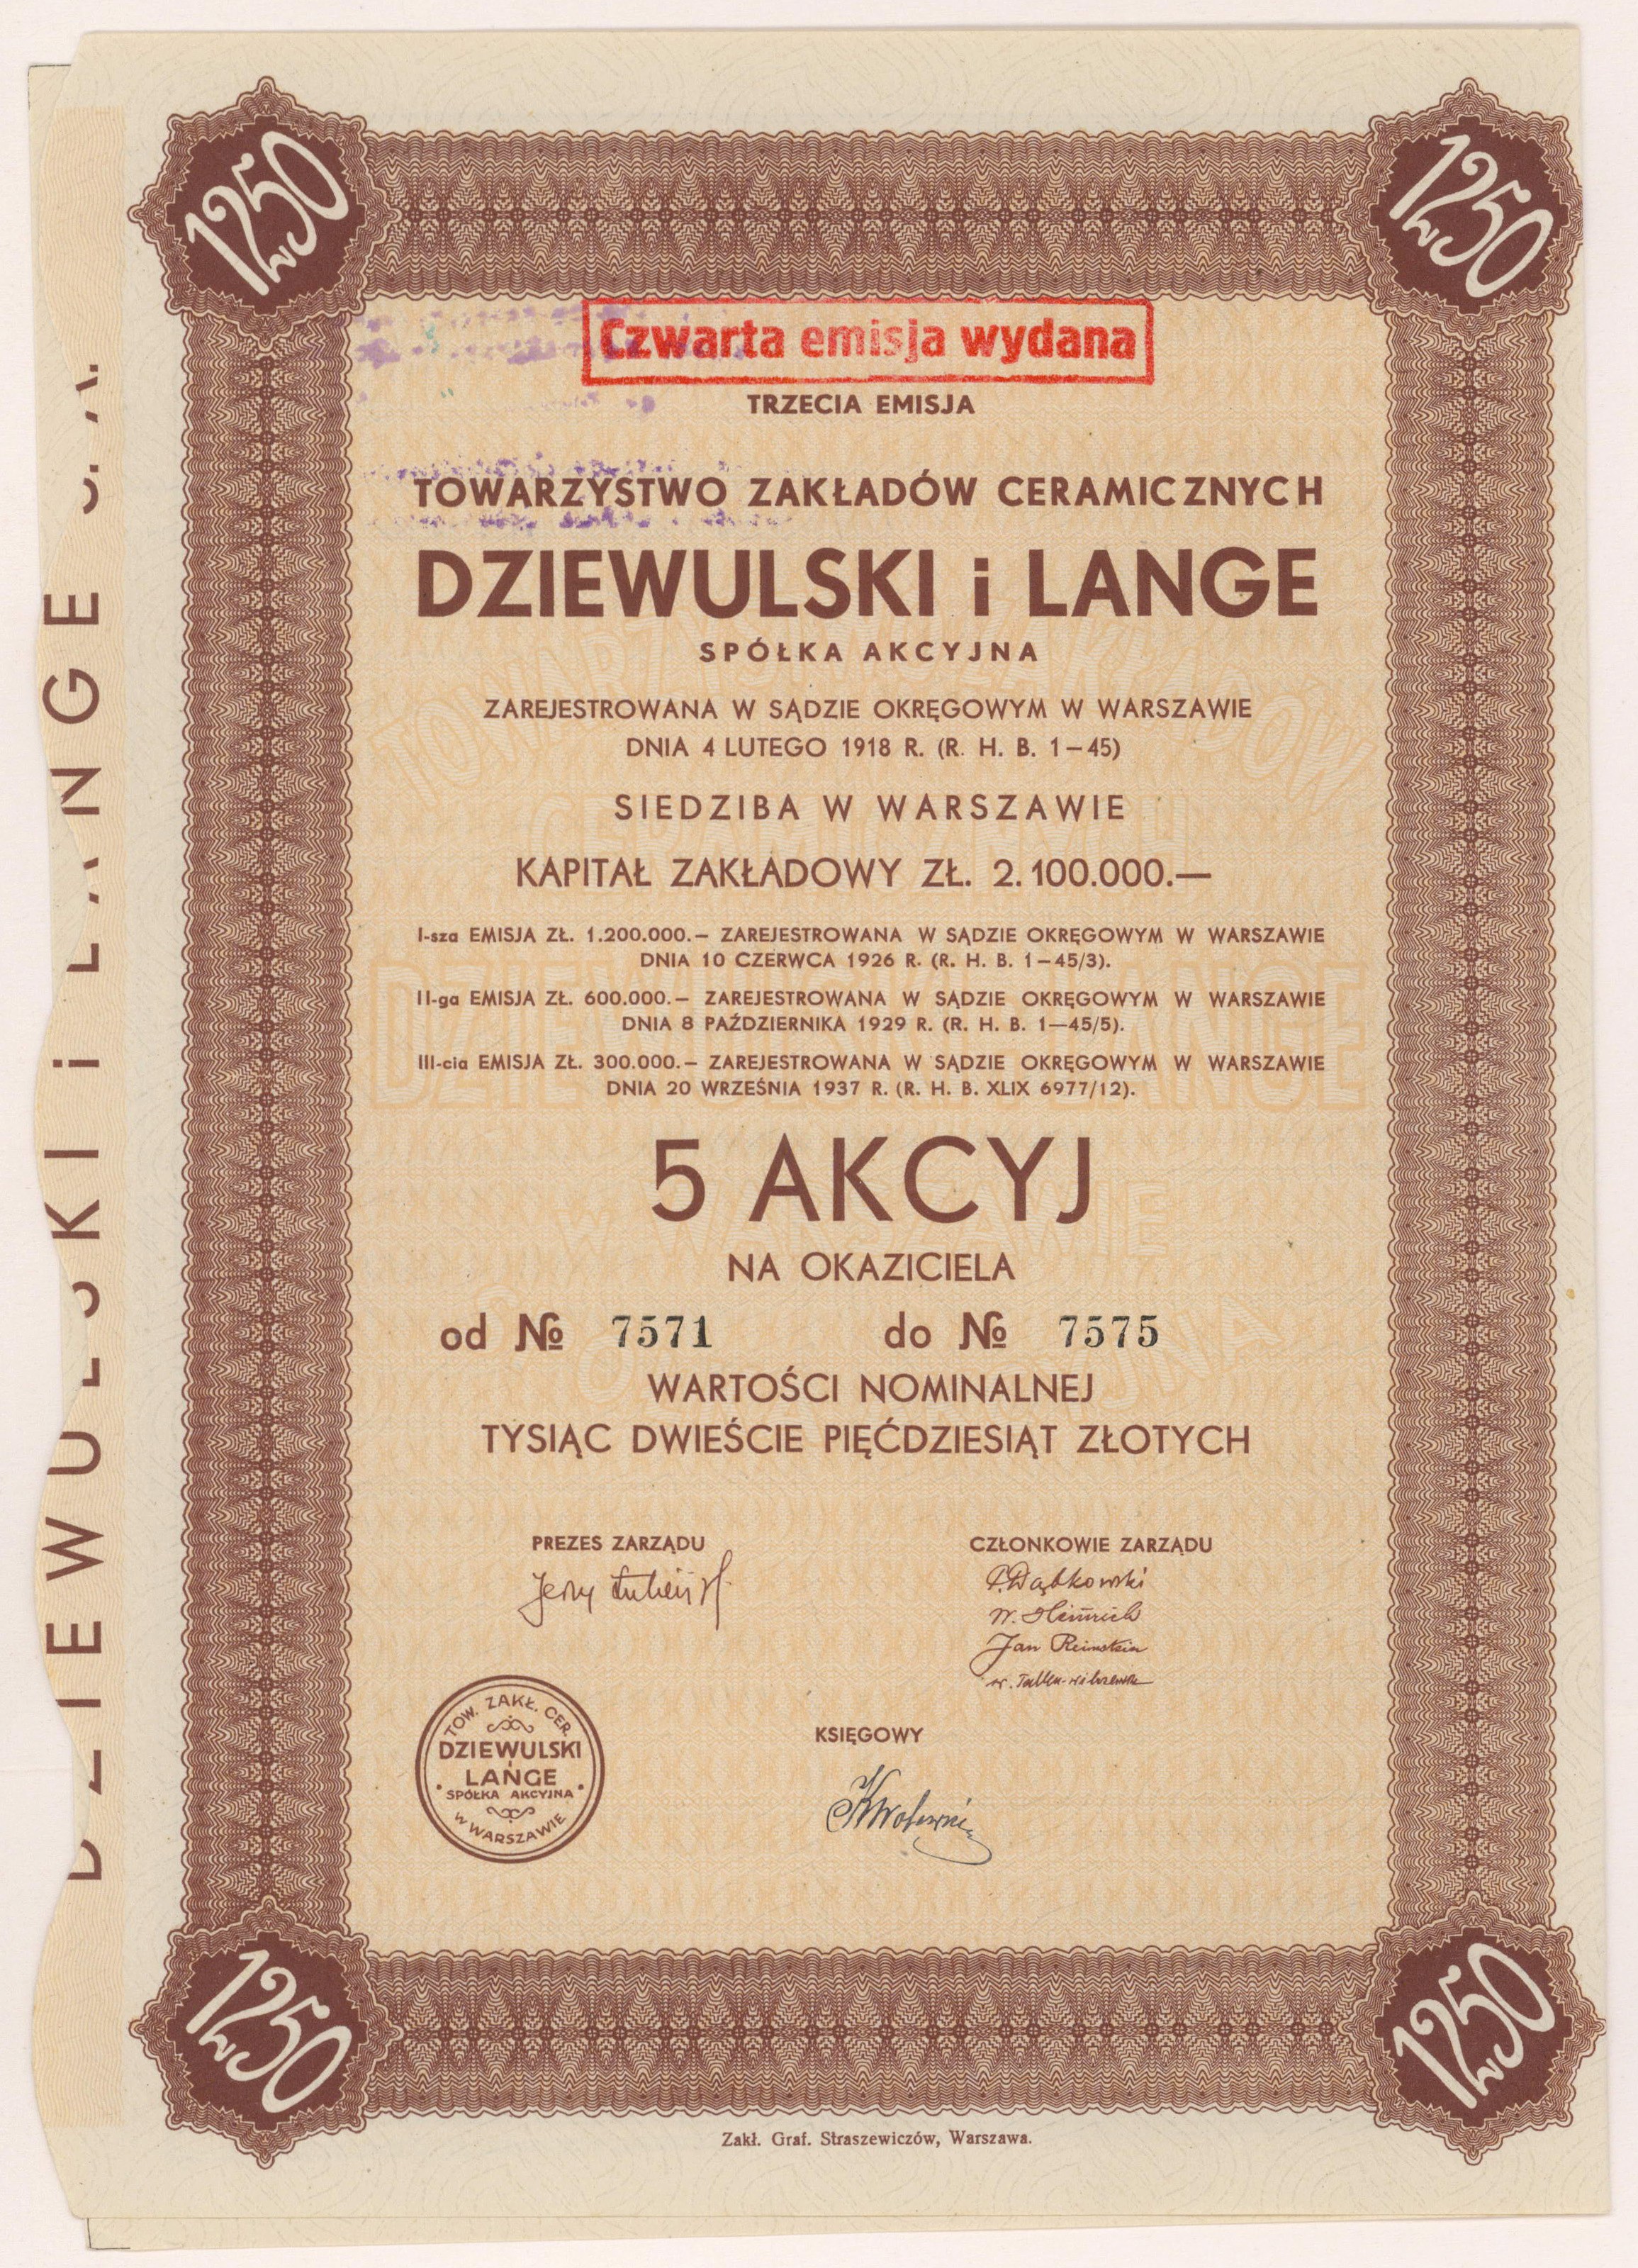 1250
1250
Czwarta emisja wydana
TRZECIA EMISJA
TOWARZYSTWO ZAKŁADÓW CERAMICZNYCH
DZIEWULSKI i LANGE
SPÓŁKA AKCYJNA
ZAREJESTROWANA W SĄDZIE OKRĘGOWYM W WARSZAWIE
DNIA 4 LUTEGO 1918 R. (R. H. B. 1–45)
SIEDZIBA W WARSZAWIE
KAPITAŁ ZAKŁADOWY ZŁ. 2.100.000.—
I-sza EMISJA ZŁ. 1.200.000.— ZAREJESTROWANA W SĄDZIE OKRĘGOWYM W WARSZAWIE
DNIA 10 CZERWCA 1926 R. (R. H. B. 1–45/3).
II-ga EMISJA ZŁ. 600.000.— ZAREJESTROWANA W SĄDZIE OKRĘGOWYM W WARSZAWIE
DNIA 8 PAŹDZIERNIKA 1929 R. (R. H. B. 1—45/5).
III-cia EMISJA ZŁ. 300.000.— ZAREJESTROWANA W SĄDZIE OKRĘGOWYM W WARSZAWIE
DNIA 20 WRZEŚNIA 1937 R. (R. H. B. XLIX 6977/12).
5 AKCYJ
NA OKAZICIELA
od № 7571 do № 7575
WARTOŚCI NOMINALNEJ
TYSIĄC DWIEŚCIE PIĘĆDZIESIĄT ZŁOTYCH
PREZES ZARZĄDU
Jerzy
CZŁONKOWIE ZARZĄDU
P. Dąbkowski
W. Heinrich
Jan Reinstein
KSIĘGOWY
TOW. ZAKŁ. CER.
DZIEWULSKI
i
LANGE
SPÓŁKA AKCYJNA
W WARSZAWIE
1250
1250
Zakł. Graf. Straszewiczów, Warszawa.
DZIEWULSKI i LANGE S. A.